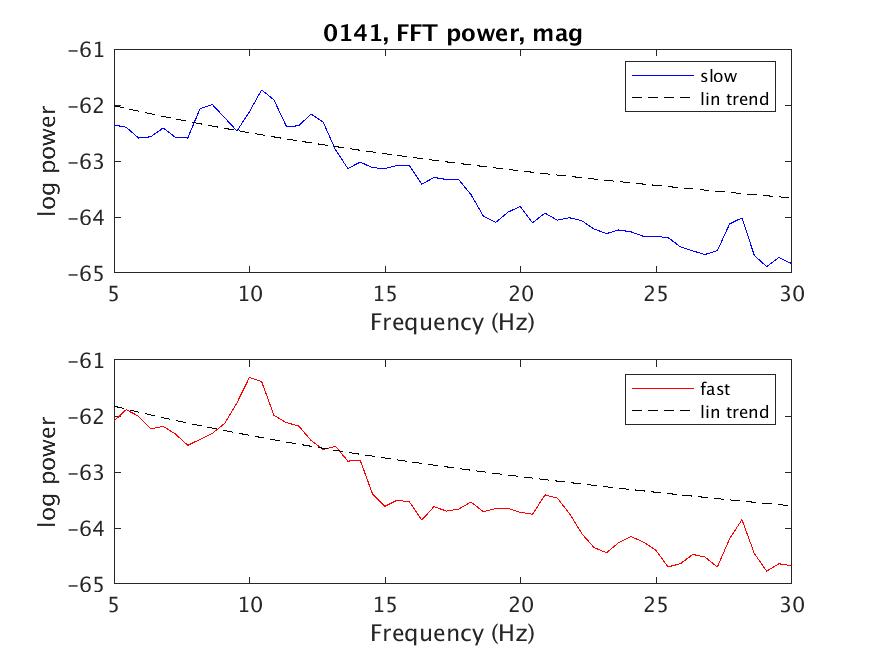 0141, FFT power, mag
−61
−62
−63
−64
−65
log power
slow
lin trend
5 10 15 20 25 30
Frequency (Hz)
−61
−62
−63
−64
−65
log power
fast
lin trend
5 10 15 20 25 30
Frequency (Hz)